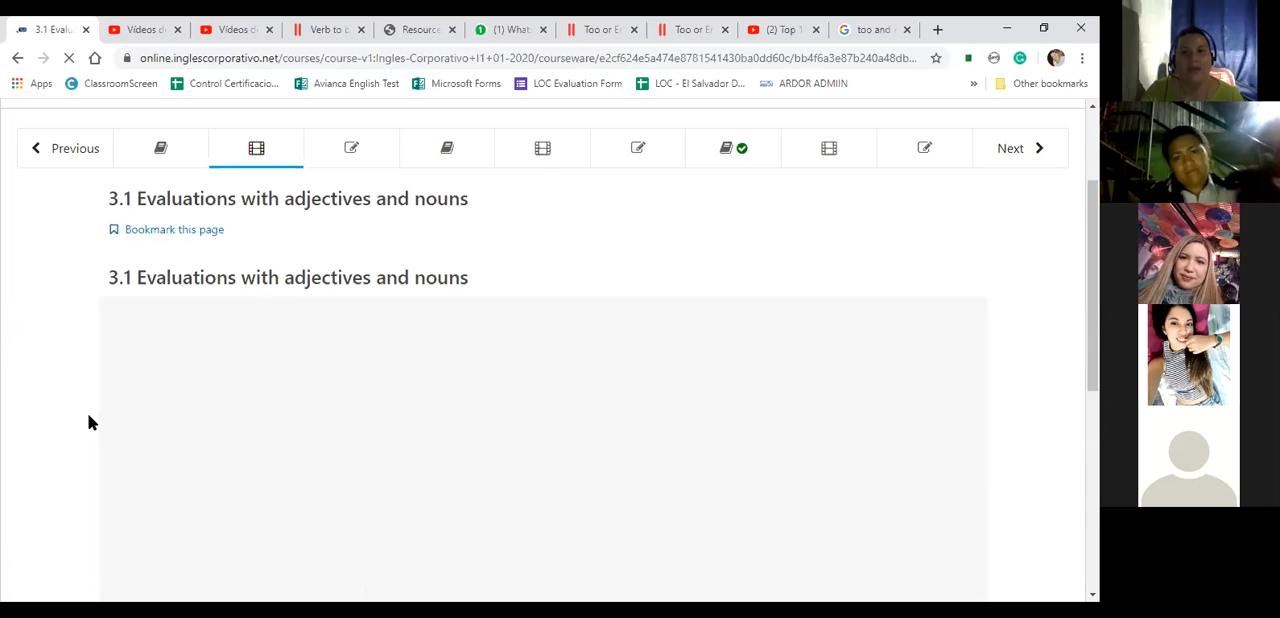 3.1 Evalu
Vídeos d
Vídeos d
Verb to b
Resource
(1) What
Too or E
Too or E
(2) Top 1
too and
online.inglescorporativo.net/courses/course-v1:Ingles-Corporativo+I1+01-2020/courseware/e2cf624e5a474e8781541430ba0dd60c/bb4f6a3e87b240a48db...
Apps
ClassroomScreen
Control Certificacio...
Avianca English Test
Microsoft Forms
LOC Evaluation Form
LOC - El Salvador D...
ARDOR ADMIIN
»
Other bookmarks
Previous
Next
3.1 Evaluations with adjectives and nouns
Bookmark this page
3.1 Evaluations with adjectives and nouns